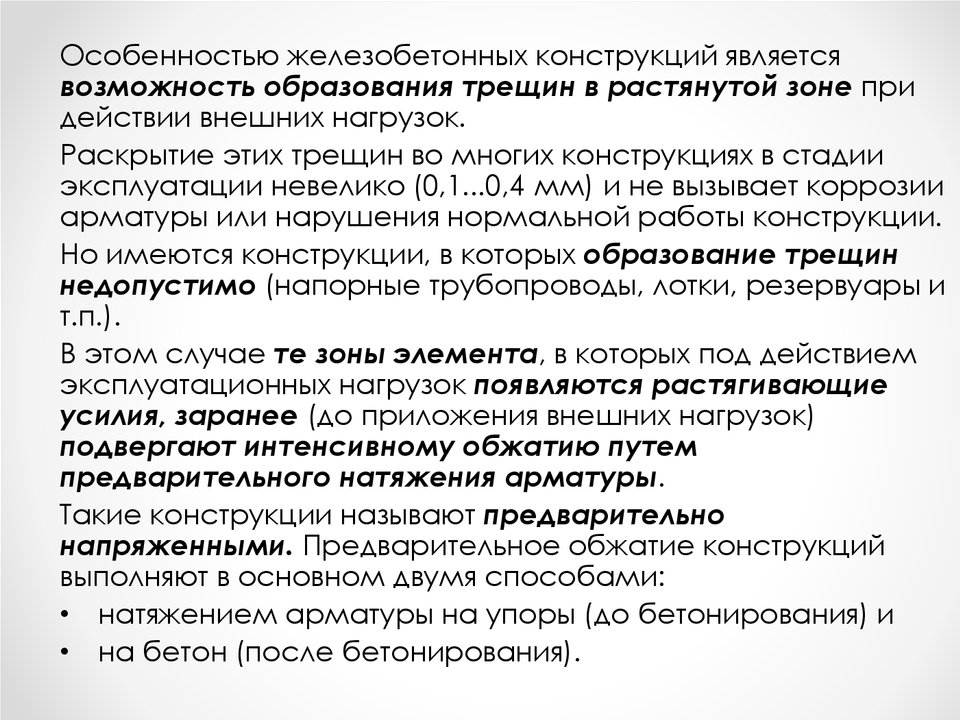 Особенностью железобетонных конструкций является
возможность образования трещин в растянутой зоне при
действии внешних нагрузок.
Раскрытие этих трещин во многих конструкциях в стадии
эксплуатации невелико (0,1...0,4 мм) и не вызывает коррозии
арматуры или нарушения нормальной работы конструкции.
Но имеются конструкции, в которых образование трещин
недопустимо (напорные трубопроводы, лотки, резервуары и
т.п.).
В этом случае те зоны элемента, в которых под действием
эксплуатационных нагрузок появляются растягивающие
усилия, заранее (до приложения внешних нагрузок)
подвергают интенсивному обжатию путем
предварительного натяжения арматуры.
Такие конструкции называют предварительно
напряженными. Предварительное обжатие конструкций
выполняют в основном двумя способами:
• натяжением арматуры на упоры (до бетонирования) и
• на бетон (после бетонирования).